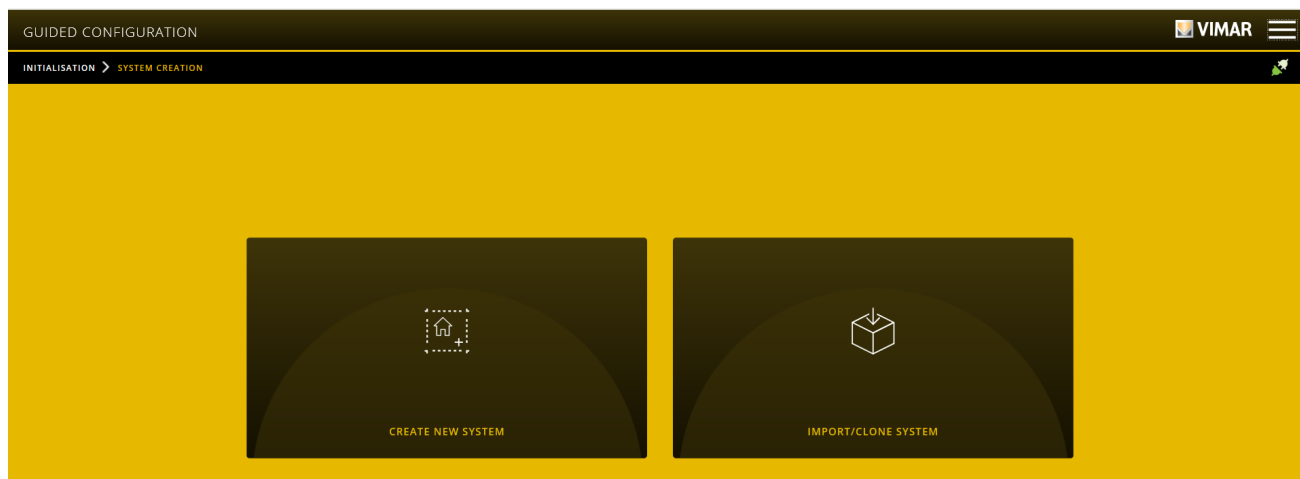 GUIDED CONFIGURATION
VIMAR
INITIALISATION
SYSTEM CREATION
CREATE NEW SYSTEM
IMPORT/CLONE SYSTEM